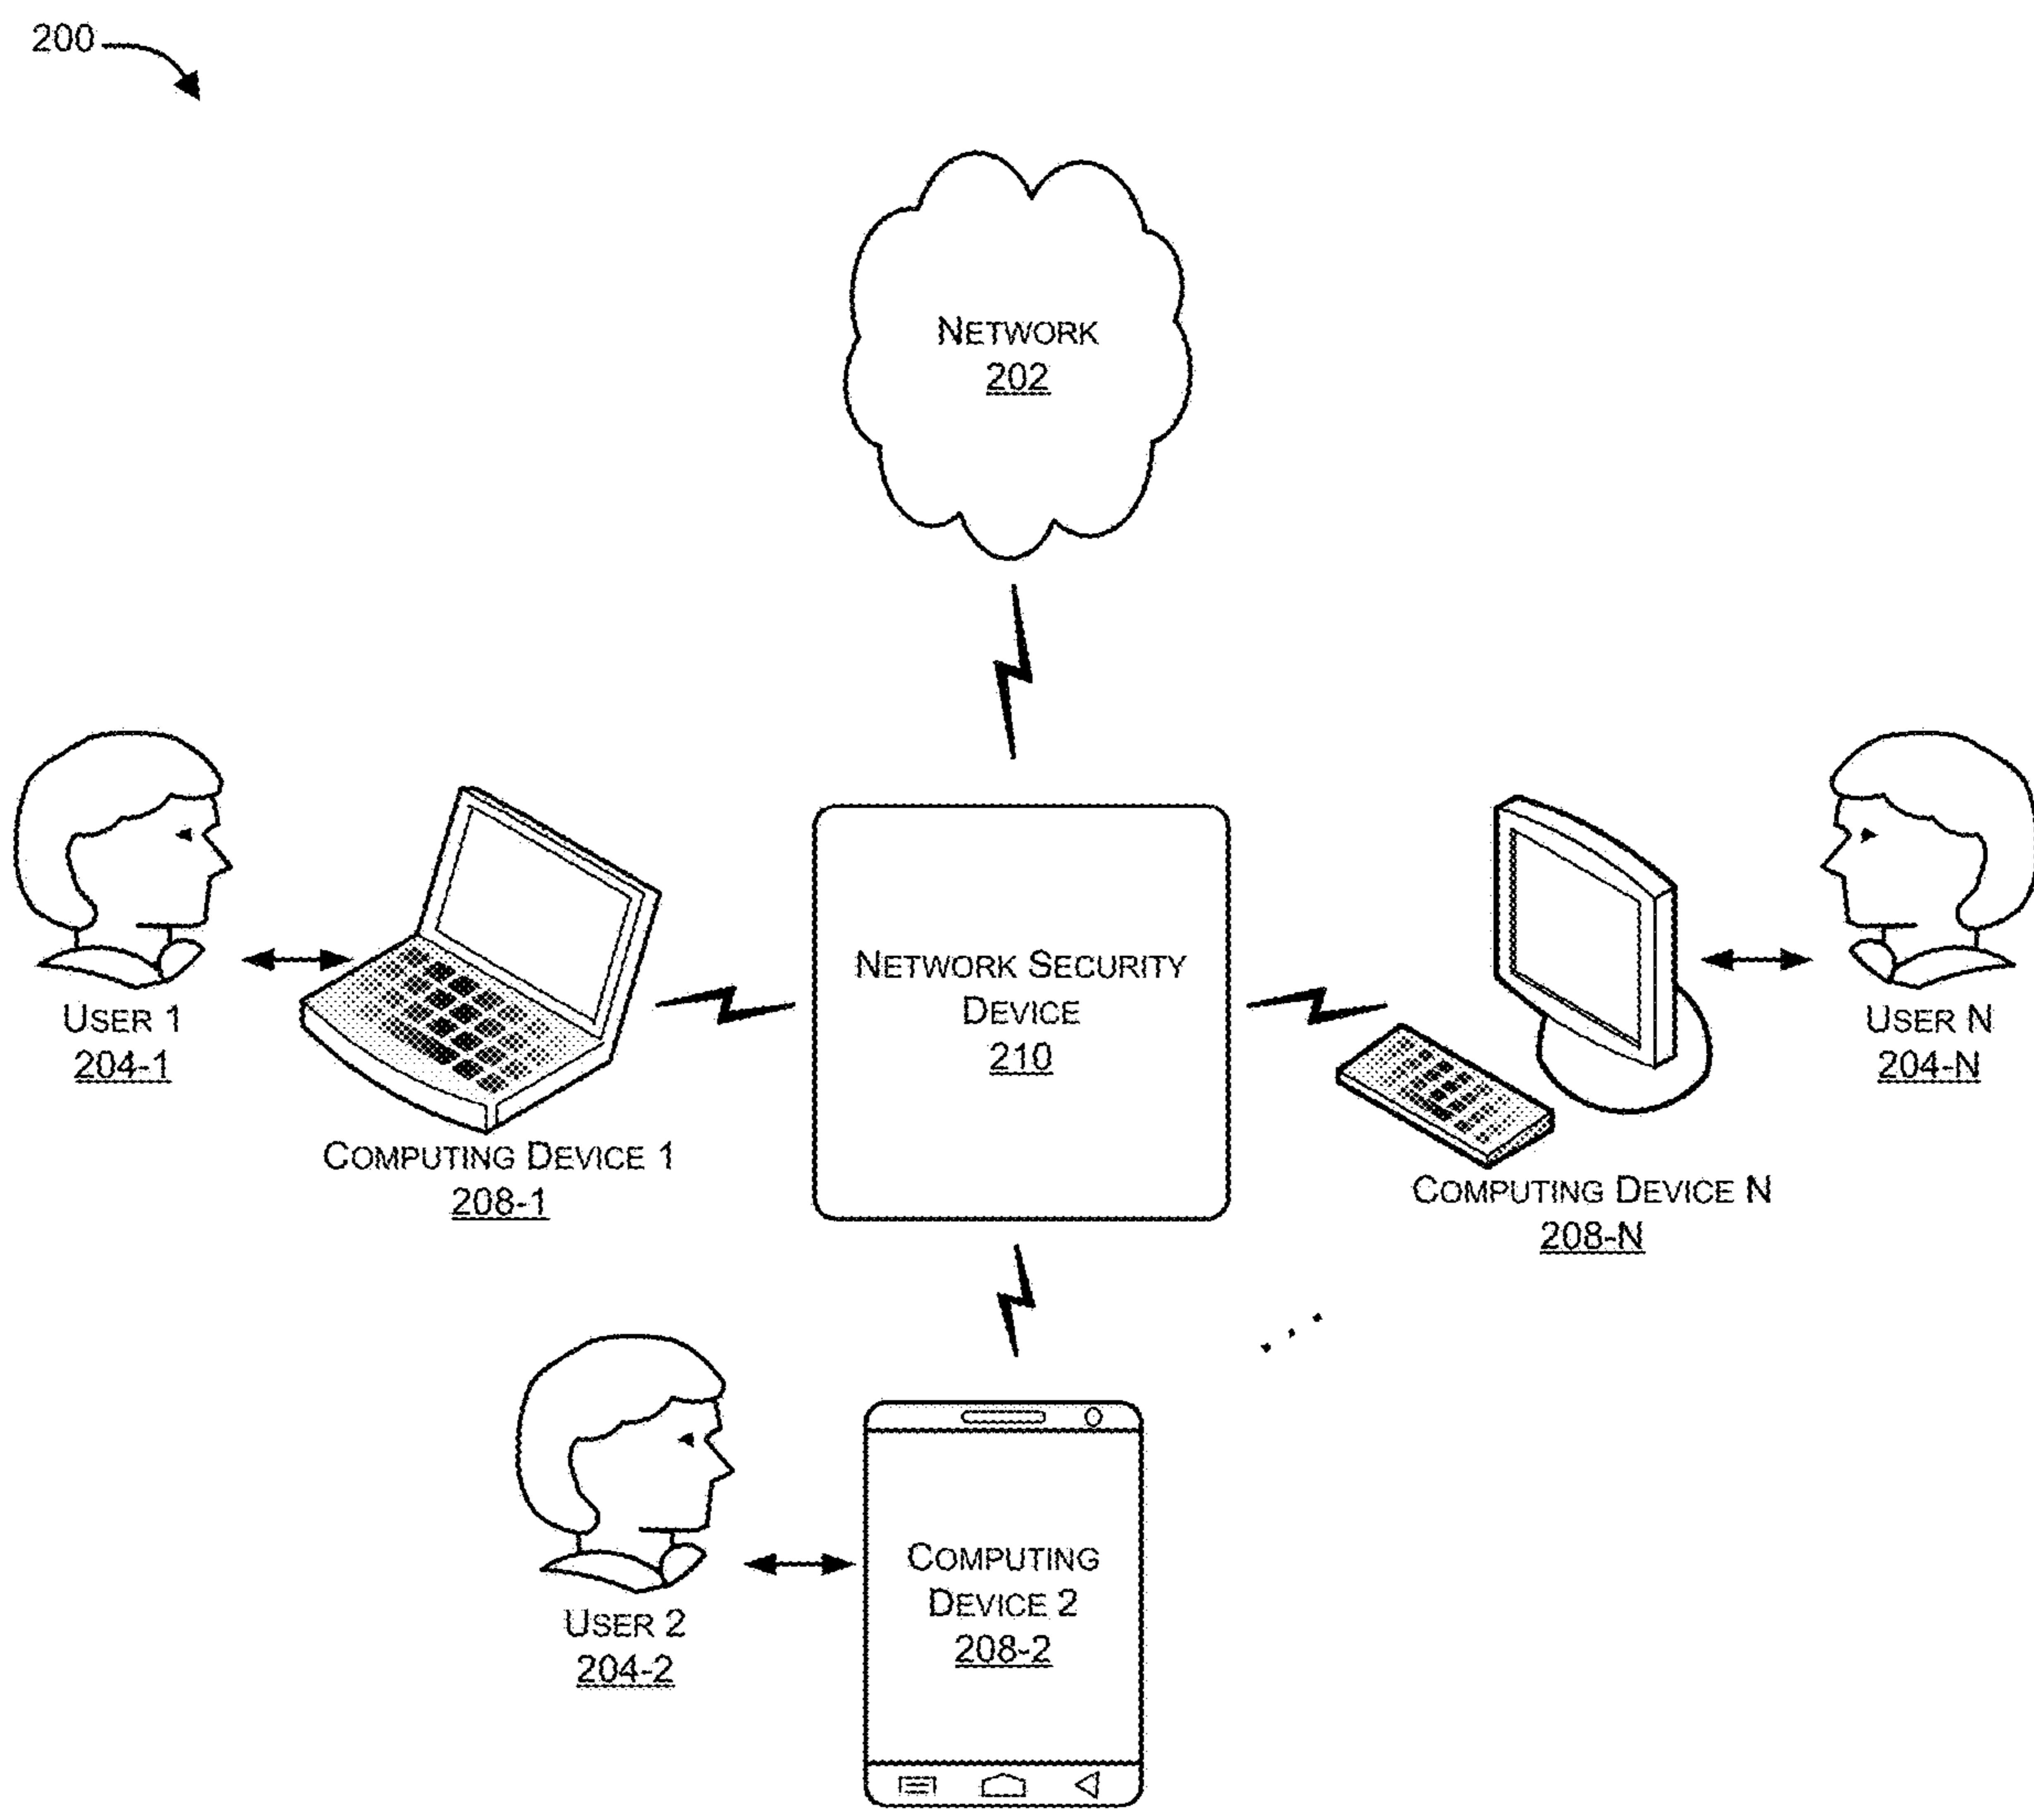 200
NETWORK
202
NETWORK SECURITY
DEVICE
210
USER 1
204-1
COMPUTING DEVICE 1
208-1
USER N
204-N
COMPUTING DEVICE N
208-N
USER 2
204-2
COMPUTING
DEVICE 2
208-2